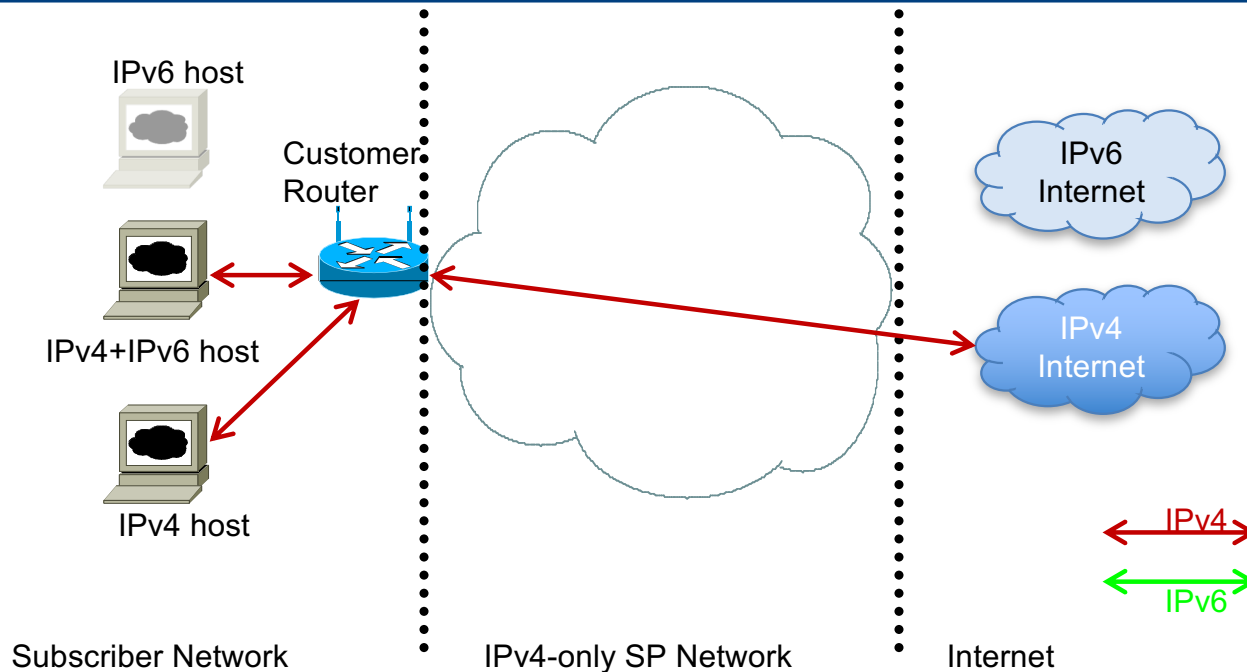 IPv6 host
Customer
Router
IPv6
Internet
IPv4+IPv6 host
IPv4
Internet
IPv4 host
IPv4
IPv6
Subscriber Network
IPv4-only SP Network
Internet